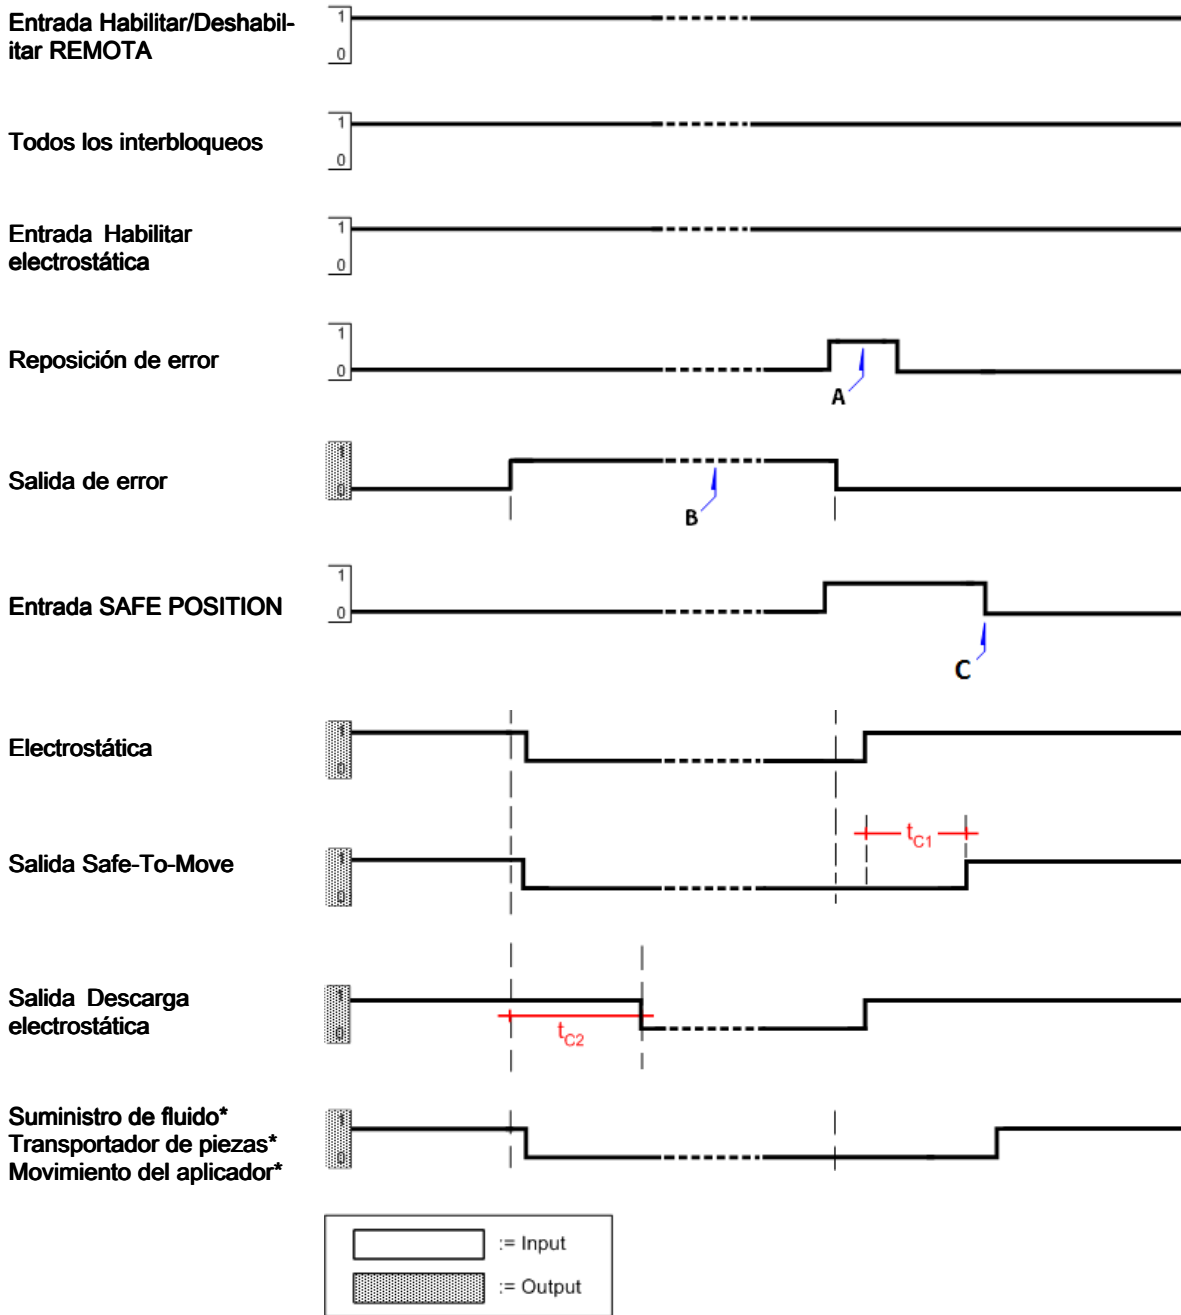 Entrada Habilitar/Deshabil-
itar REMOTA
1
0
Todos los interbloqueos
1
0
Entrada Habilitar
electrostática
1
0
Reposición de error
1
0
A
Salida de error
1
0
B
Entrada SAFE POSITION
1
0
C
Electrostática
1
0
Salida Safe-To-Move
1
0
tC1
Salida Descarga
electrostática
1
0
tC2
Suministro de fluido*
Transportador de piezas*
Movimiento del aplicador*
1
0
:= Input
:= Output